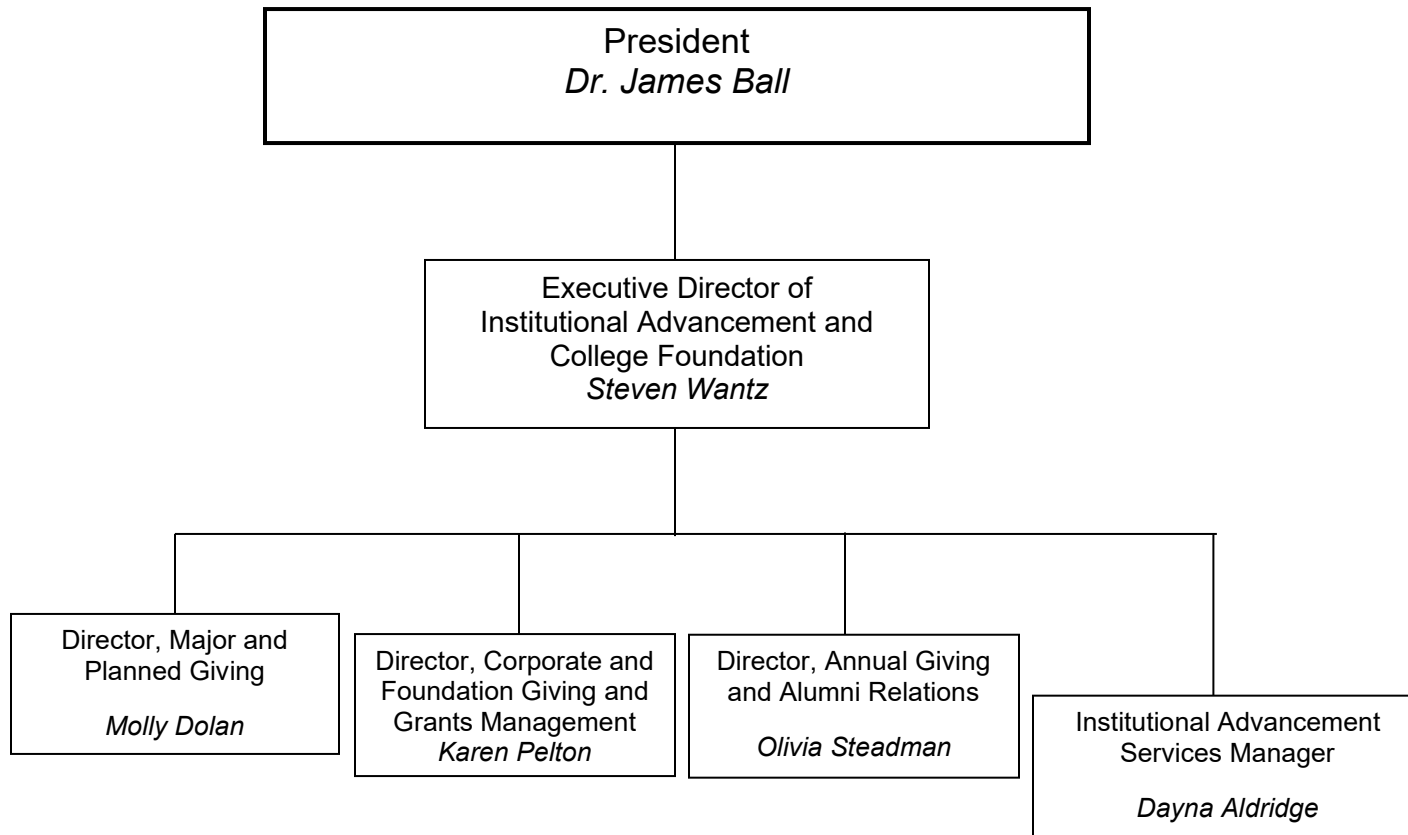 President
Dr. James Ball
Executive Director of
Institutional Advancement and
College Foundation
Steven Wantz
Director, Major and
Planned Giving
Molly Dolan
Director, Corporate and
Foundation Giving and
Grants Management
Karen Pelton
Director, Annual Giving
and Alumni Relations
Olivia Steadman
Institutional Advancement
Services Manager
Dayna Aldridge